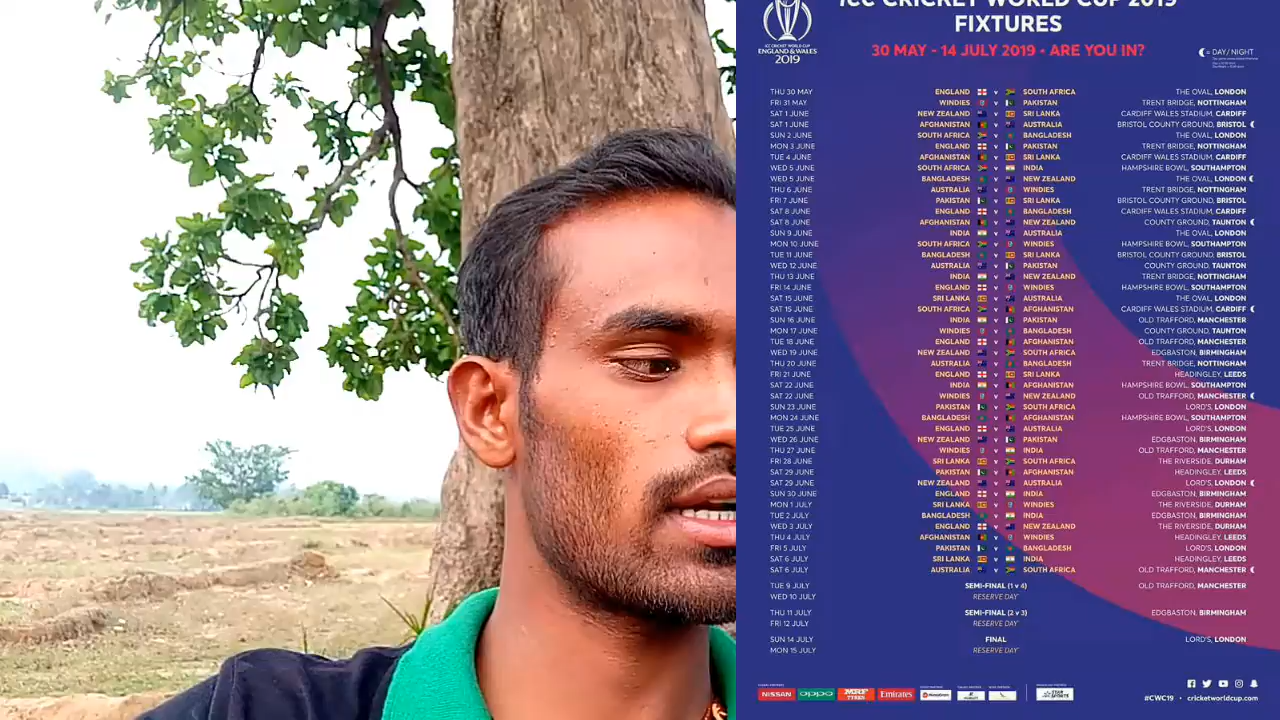 ICC CRICKET WORLD CUP 2019
FIXTURES
30 MAY - 14 JULY 2019 • ARE YOU IN?
ICC CRICKET WORLD CUP
ENGLAND & WALES
2019
= DAY/ NIGHT
THU 30 MAY ENGLAND v SOUTH AFRICA THE OVAL, LONDON
FRI 31 MAY WINDIES v PAKISTAN TRENT BRIDGE, NOTTINGHAM
SAT 1 JUNE NEW ZEALAND v SRI LANKA CARDIFF WALES STADIUM, CARDIFF
SAT 1 JUNE AFGHANISTAN v AUSTRALIA BRISTOL COUNTY GROUND, BRISTOL
SUN 2 JUNE SOUTH AFRICA v BANGLADESH THE OVAL, LONDON
MON 3 JUNE ENGLAND v PAKISTAN TRENT BRIDGE, NOTTINGHAM
TUE 4 JUNE AFGHANISTAN v SRI LANKA CARDIFF WALES STADIUM, CARDIFF
WED 5 JUNE SOUTH AFRICA v INDIA HAMPSHIRE BOWL, SOUTHAMPTON
WED 5 JUNE BANGLADESH v NEW ZEALAND THE OVAL, LONDON
THU 6 JUNE AUSTRALIA v WINDIES TRENT BRIDGE, NOTTINGHAM
FRI 7 JUNE PAKISTAN v SRI LANKA BRISTOL COUNTY GROUND, BRISTOL
SAT 8 JUNE ENGLAND v BANGLADESH CARDIFF WALES STADIUM, CARDIFF
SAT 8 JUNE AFGHANISTAN v NEW ZEALAND COUNTY GROUND, TAUNTON
SUN 9 JUNE INDIA v AUSTRALIA THE OVAL, LONDON
MON 10 JUNE SOUTH AFRICA v WINDIES HAMPSHIRE BOWL, SOUTHAMPTON
TUE 11 JUNE BANGLADESH v SRI LANKA BRISTOL COUNTY GROUND, BRISTOL
WED 12 JUNE AUSTRALIA v PAKISTAN COUNTY GROUND, TAUNTON
THU 13 JUNE INDIA v NEW ZEALAND TRENT BRIDGE, NOTTINGHAM
FRI 14 JUNE ENGLAND v WINDIES HAMPSHIRE BOWL, SOUTHAMPTON
SAT 15 JUNE SRI LANKA v AUSTRALIA THE OVAL, LONDON
SAT 15 JUNE SOUTH AFRICA v AFGHANISTAN CARDIFF WALES STADIUM, CARDIFF
SUN 16 JUNE INDIA v PAKISTAN OLD TRAFFORD, MANCHESTER
MON 17 JUNE WINDIES v BANGLADESH COUNTY GROUND, TAUNTON
TUE 18 JUNE ENGLAND v AFGHANISTAN OLD TRAFFORD, MANCHESTER
WED 19 JUNE NEW ZEALAND v SOUTH AFRICA EDGBASTON, BIRMINGHAM
THU 20 JUNE AUSTRALIA v BANGLADESH TRENT BRIDGE, NOTTINGHAM
FRI 21 JUNE ENGLAND v SRI LANKA HEADINGLEY, LEEDS
SAT 22 JUNE INDIA v AFGHANISTAN HAMPSHIRE BOWL, SOUTHAMPTON
SAT 22 JUNE WINDIES v NEW ZEALAND OLD TRAFFORD, MANCHESTER
SUN 23 JUNE PAKISTAN v SOUTH AFRICA LORD'S, LONDON
MON 24 JUNE BANGLADESH v AFGHANISTAN HAMPSHIRE BOWL, SOUTHAMPTON
TUE 25 JUNE ENGLAND v AUSTRALIA LORD'S, LONDON
WED 26 JUNE NEW ZEALAND v PAKISTAN EDGBASTON, BIRMINGHAM
THU 27 JUNE WINDIES v INDIA OLD TRAFFORD, MANCHESTER
FRI 28 JUNE SRI LANKA v SOUTH AFRICA THE RIVERSIDE, DURHAM
SAT 29 JUNE PAKISTAN v AFGHANISTAN HEADINGLEY, LEEDS
SAT 29 JUNE NEW ZEALAND v AUSTRALIA LORD'S, LONDON
SUN 30 JUNE ENGLAND v INDIA EDGBASTON, BIRMINGHAM
MON 1 JULY SRI LANKA v WINDIES THE RIVERSIDE, DURHAM
TUE 2 JULY BANGLADESH v INDIA EDGBASTON, BIRMINGHAM
WED 3 JULY ENGLAND v NEW ZEALAND THE RIVERSIDE, DURHAM
THU 4 JULY AFGHANISTAN v WINDIES HEADINGLEY, LEEDS
FRI 5 JULY PAKISTAN v BANGLADESH LORD'S, LONDON
SAT 6 JULY SRI LANKA v INDIA HEADINGLEY, LEEDS
SAT 6 JULY AUSTRALIA v SOUTH AFRICA OLD TRAFFORD, MANCHESTER
TUE 9 JULY SEMI-FINAL (1 v 4) OLD TRAFFORD, MANCHESTER
WED 10 JULY RESERVE DAY
THU 11 JULY SEMI-FINAL (2 v 3) EDGBASTON, BIRMINGHAM
FRI 12 JULY RESERVE DAY
SUN 14 JULY FINAL LORD'S, LONDON
MON 15 JULY RESERVE DAY
NISSAN oppo MRF TYRES Emirates
#CWC19 • cricketworldcup.com